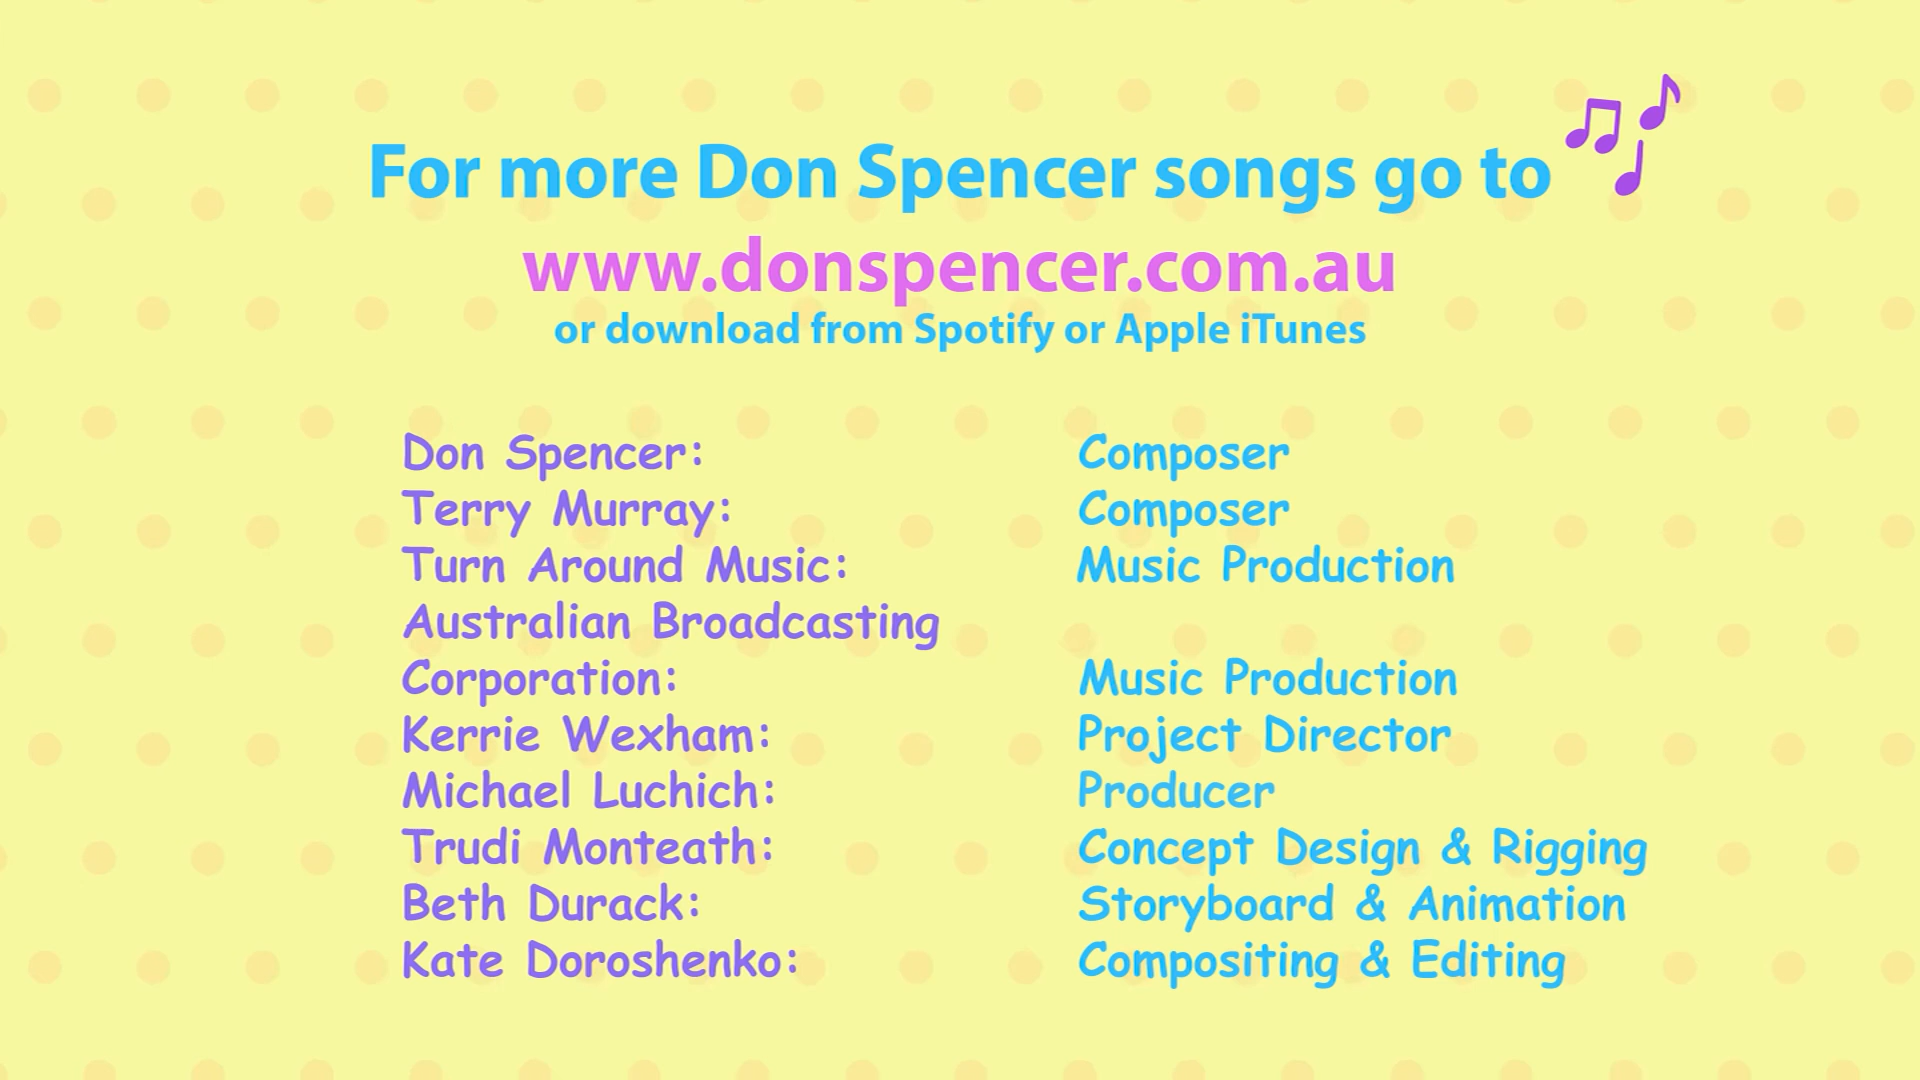 For more Don Spencer songs go to
www.donspencer.com.au
or download from Spotify or Apple iTunes
Don Spencer: Composer
Terry Murray: Composer
Turn Around Music: Music Production
Australian Broadcasting
Corporation: Music Production
Kerrie Wexham: Project Director
Michael Luchich: Producer
Trudi Monteath: Concept Design & Rigging
Beth Durack: Storyboard & Animation
Kate Doroshenko: Compositing & Editing